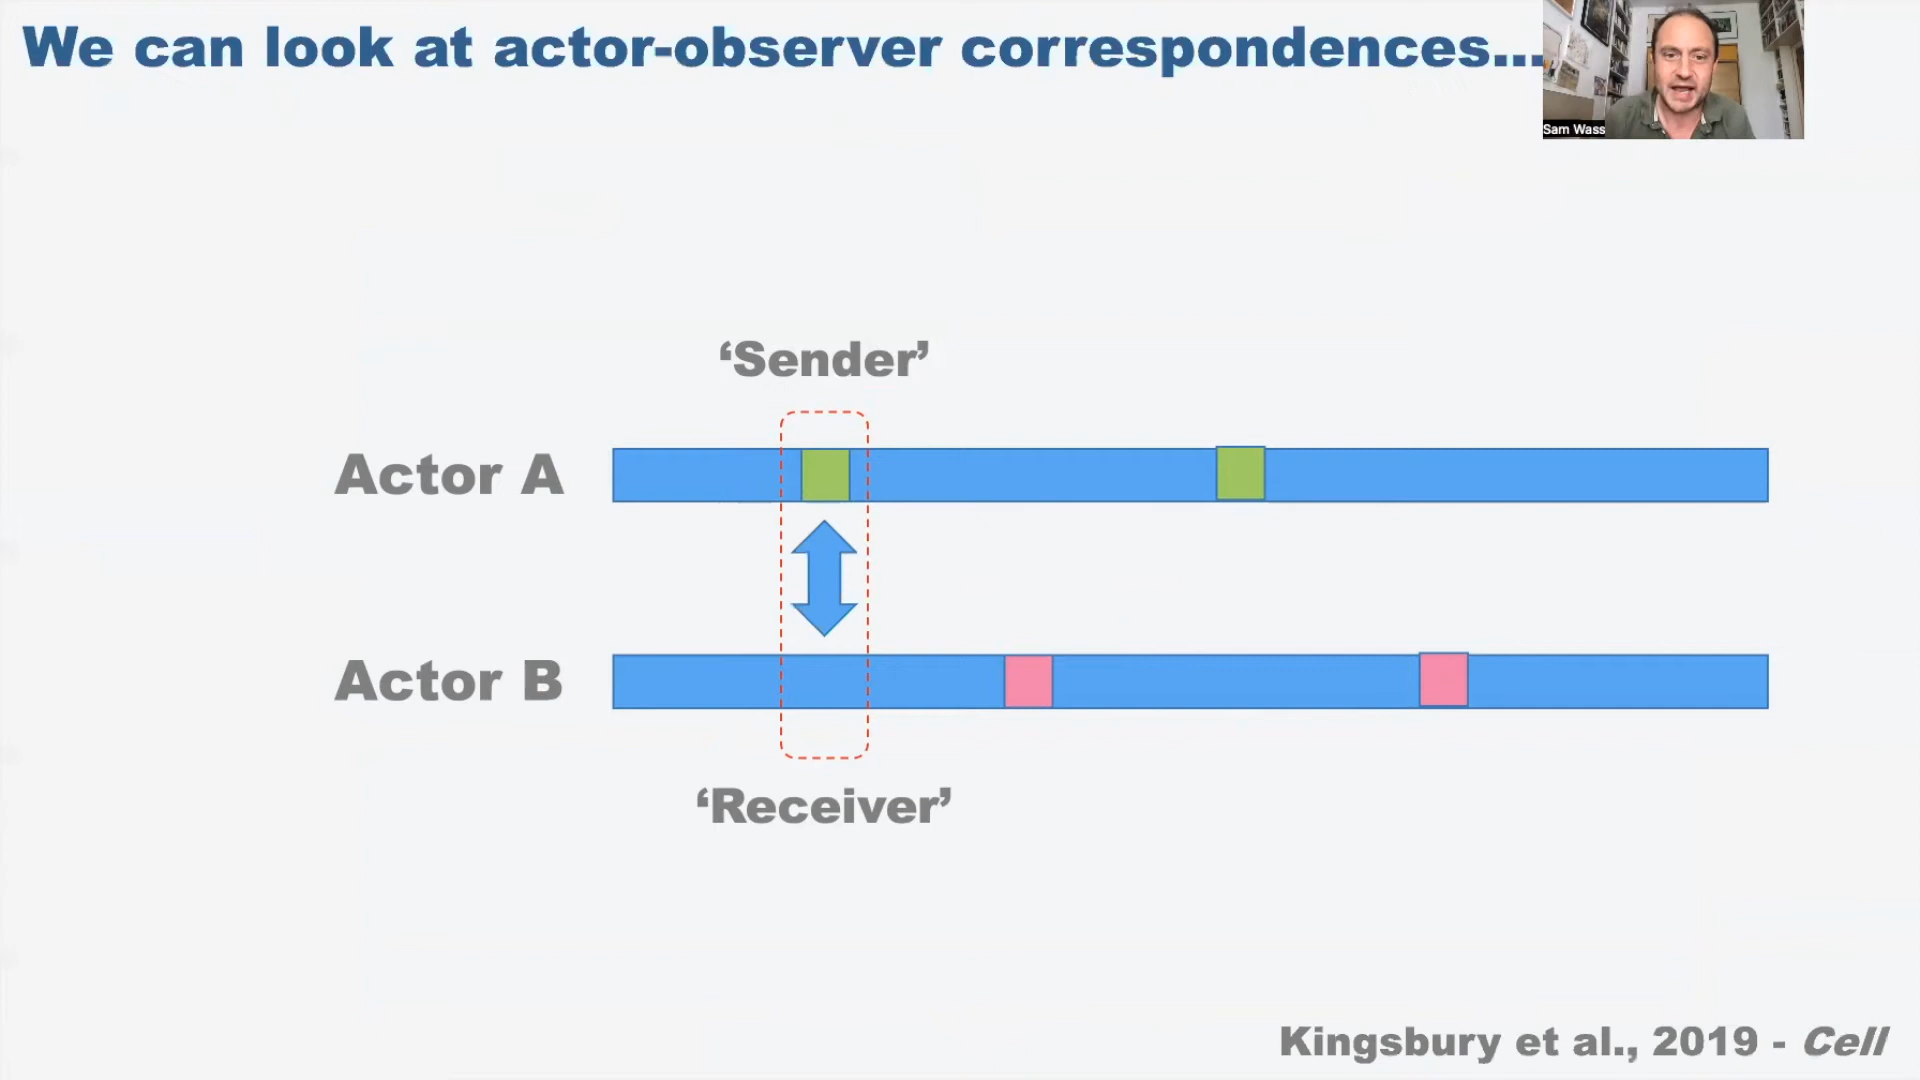 We can look at actor-observer correspondences...
Sam Wass
‘Sender’
Actor A
Actor B
‘Receiver’
Kingsbury et al., 2019 - Cell